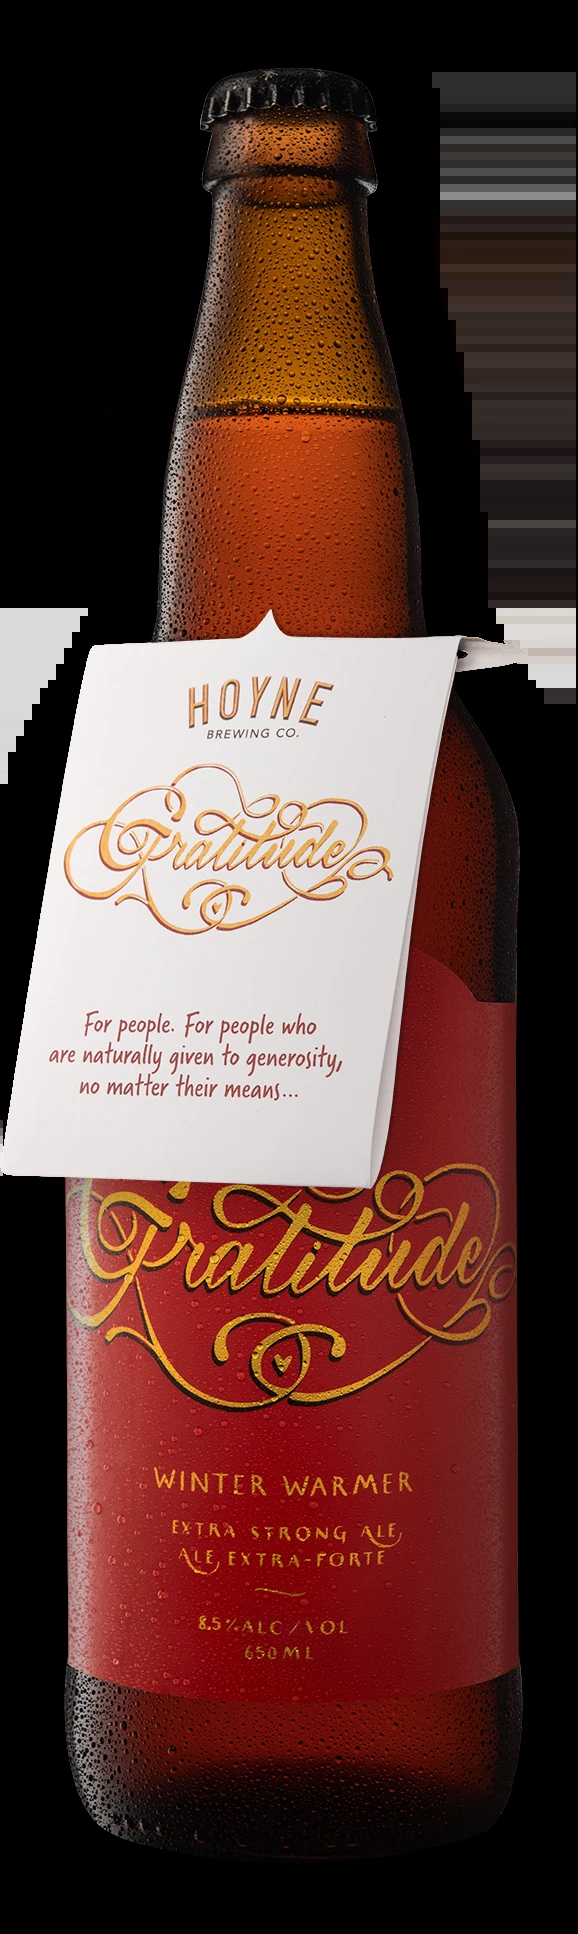 HOYNE
BREWING CO.
Gratitude
For people. For people who
are naturally given to generosity,
no matter their means...
Gratitude
WINTER WARMER
EXTRA STRONG ALE
ALE EXTRA-FORTE
8.5% ALC / VOL
650 ML